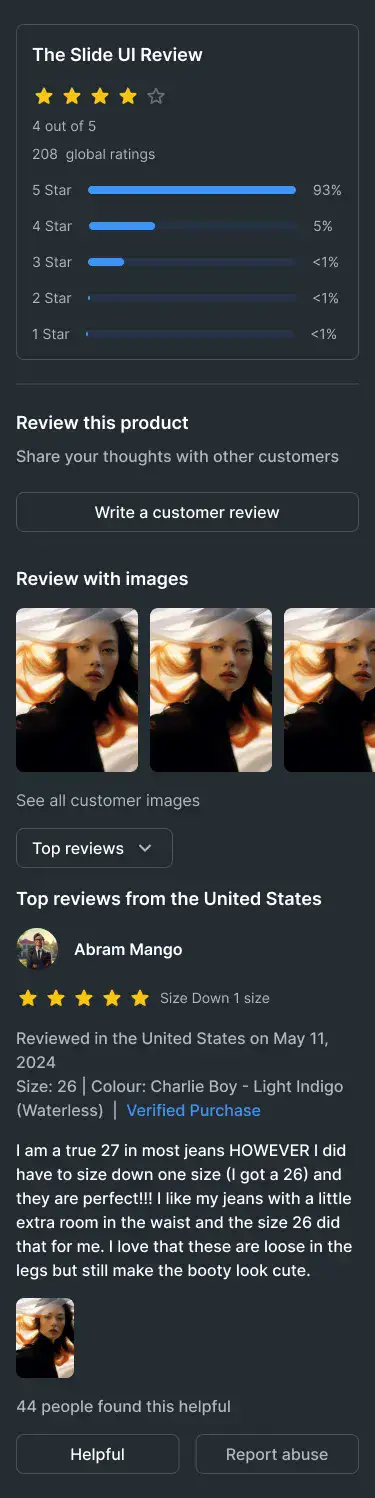 The Slide UI Review
4 out of 5
208 global ratings
5 Star 93%
4 Star 5%
3 Star <1%
2 Star <1%
1 Star <1%
Review this product
Share your thoughts with other customers
Write a customer review
Review with images
See all customer images
Top reviews
Top reviews from the United States
Abram Mango
Size Down 1 size
Reviewed in the United States on May 11,
2024
Size: 26 | Colour: Charlie Boy - Light Indigo
(Waterless) | Verified Purchase
I am a true 27 in most jeans HOWEVER I did
have to size down one size (I got a 26) and
they are perfect!!! I like my jeans with a little
extra room in the waist and the size 26 did
that for me. I love that these are loose in the
legs but still make the booty look cute.
44 people found this helpful
Helpful
Report abuse